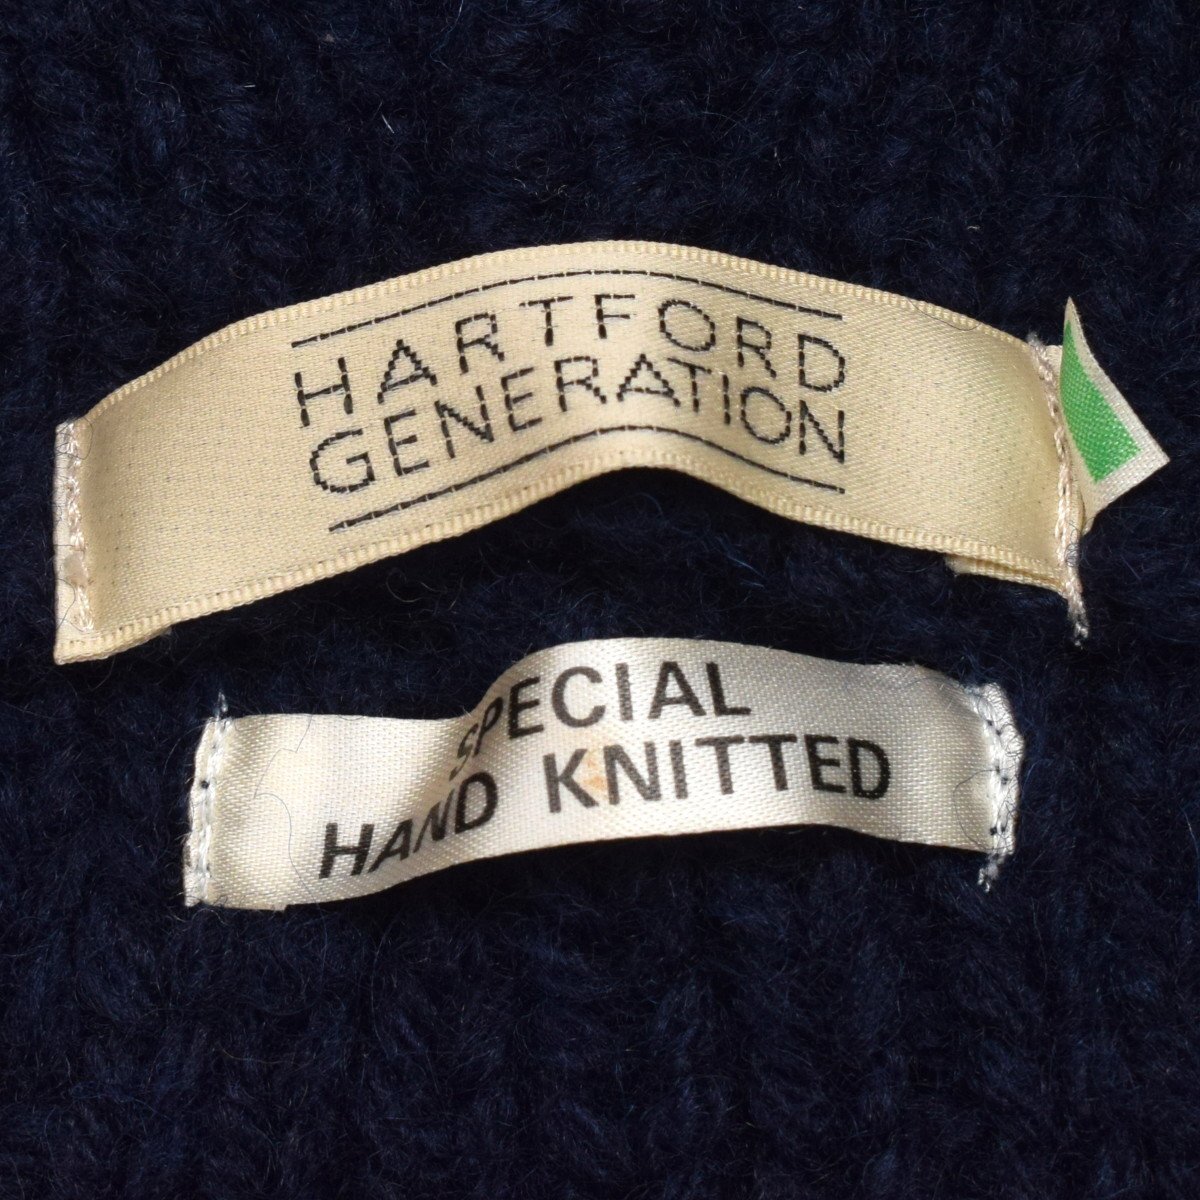 HARTFORD
GENERATION
SPECIAL
HAND KNITTED